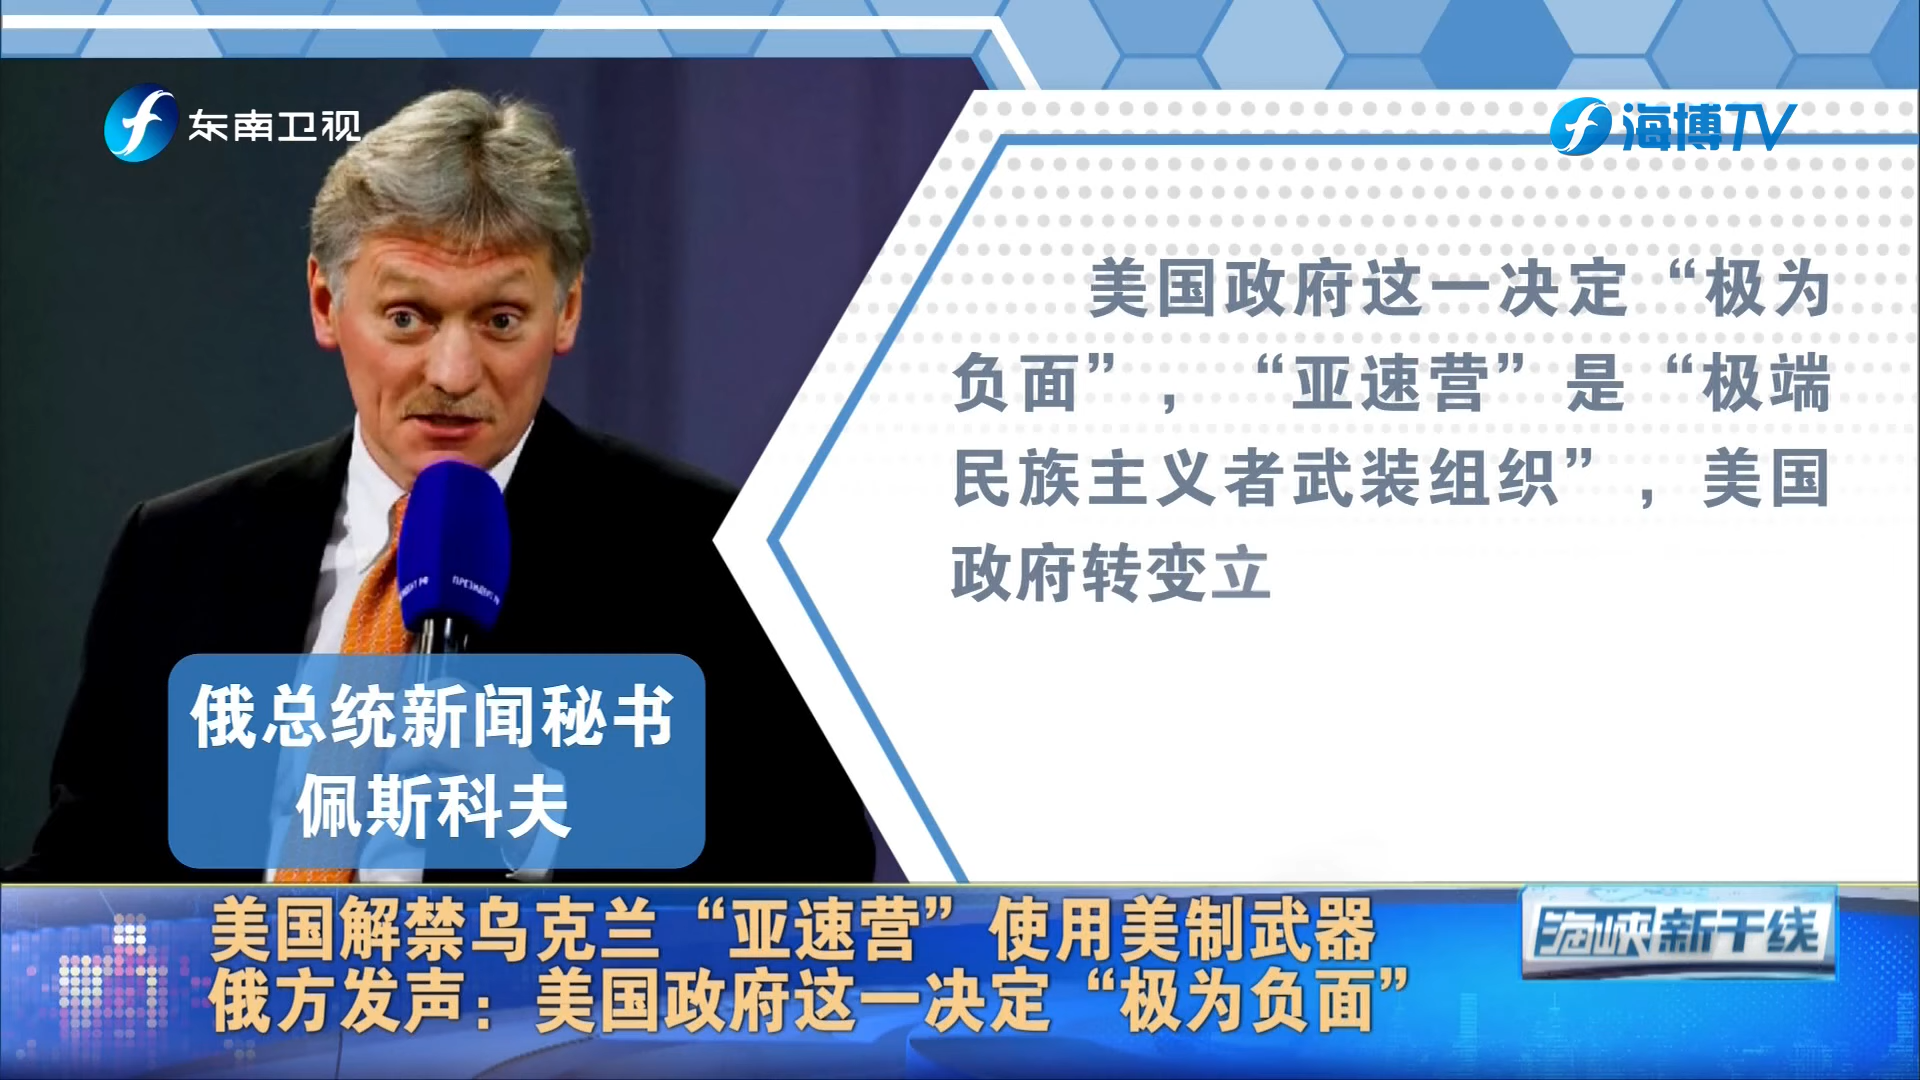 东南卫视
海博TV
美国政府这一决定“极为
负面”，“亚速营”是“极端
民族主义者武装组织”，美国
政府转变立
ПРЕЗИДЕНТ РФ
俄总统新闻秘书
佩斯科夫
美国解禁乌克兰“亚速营”使用美制武器
俄方发声：美国政府这一决定“极为负面”
海峡新干线